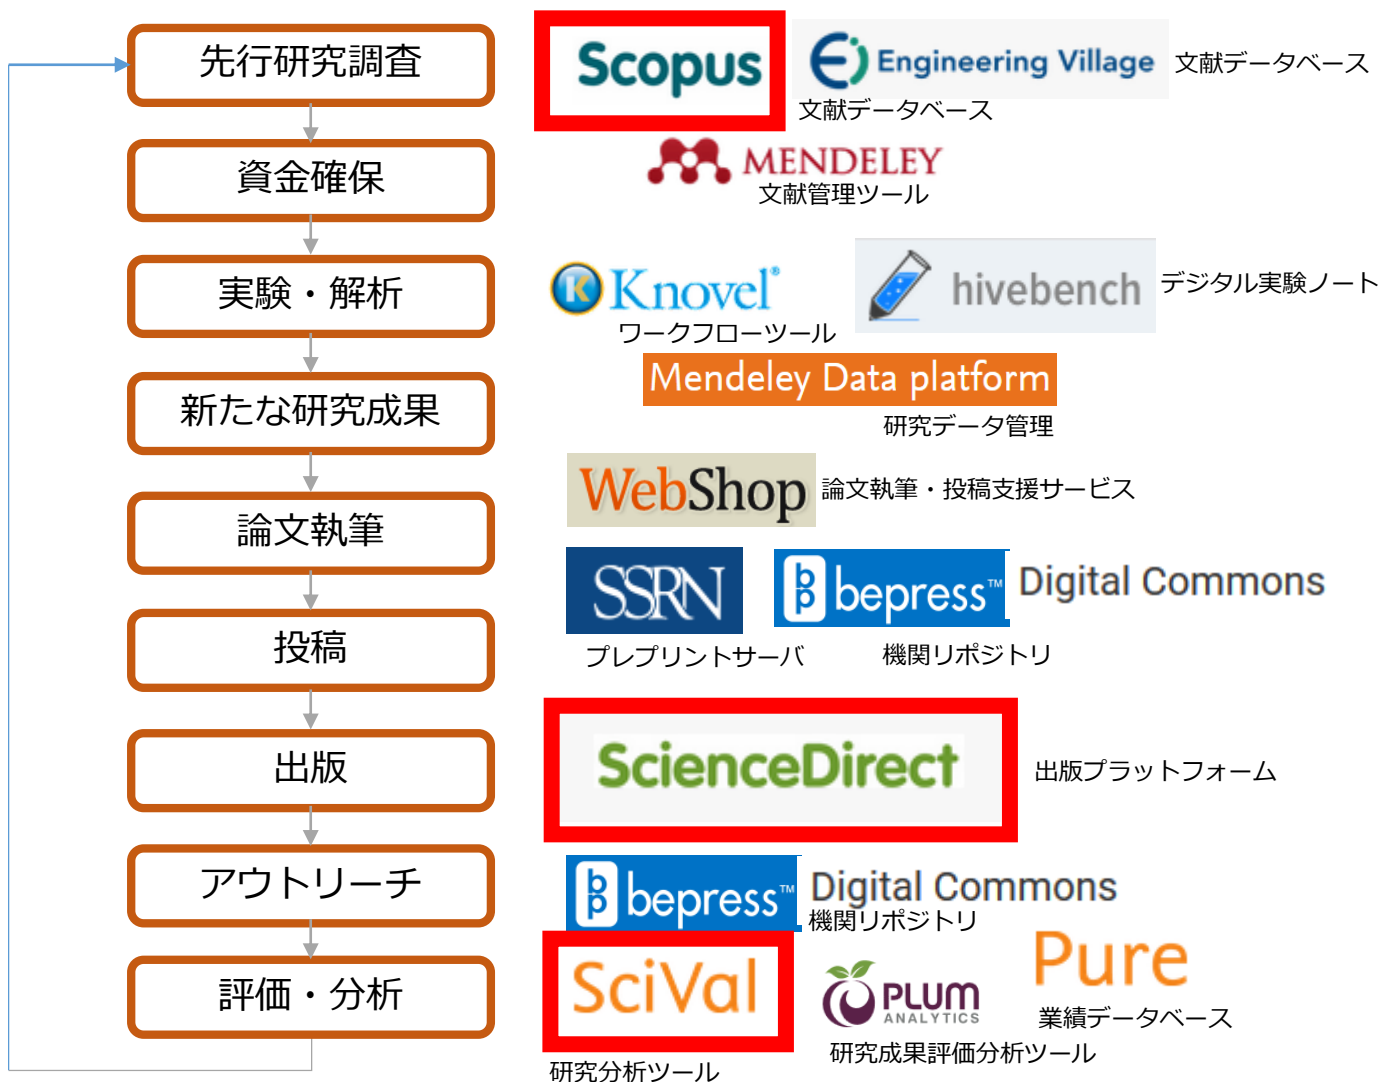 先行研究調査
Scopus
Engineering Village
文献データベース
文献データベース
資金確保
MENDELEY
文献管理ツール
実験・解析
K Knovel®
ワークフローツール
hivebench
デジタル実験ノート
Mendeley Data platform
研究データ管理
新たな研究成果
WebShop
論文執筆・投稿支援サービス
論文執筆
SSRN
プレプリントサーバ
bp bepress™ Digital Commons
機関リポジトリ
投稿
出版
ScienceDirect
出版プラットフォーム
アウトリーチ
bp bepress™ Digital Commons
機関リポジトリ
評価・分析
SciVal
研究分析ツール
PLUM
ANALYTICS
研究成果評価分析ツール
Pure
業績データベース